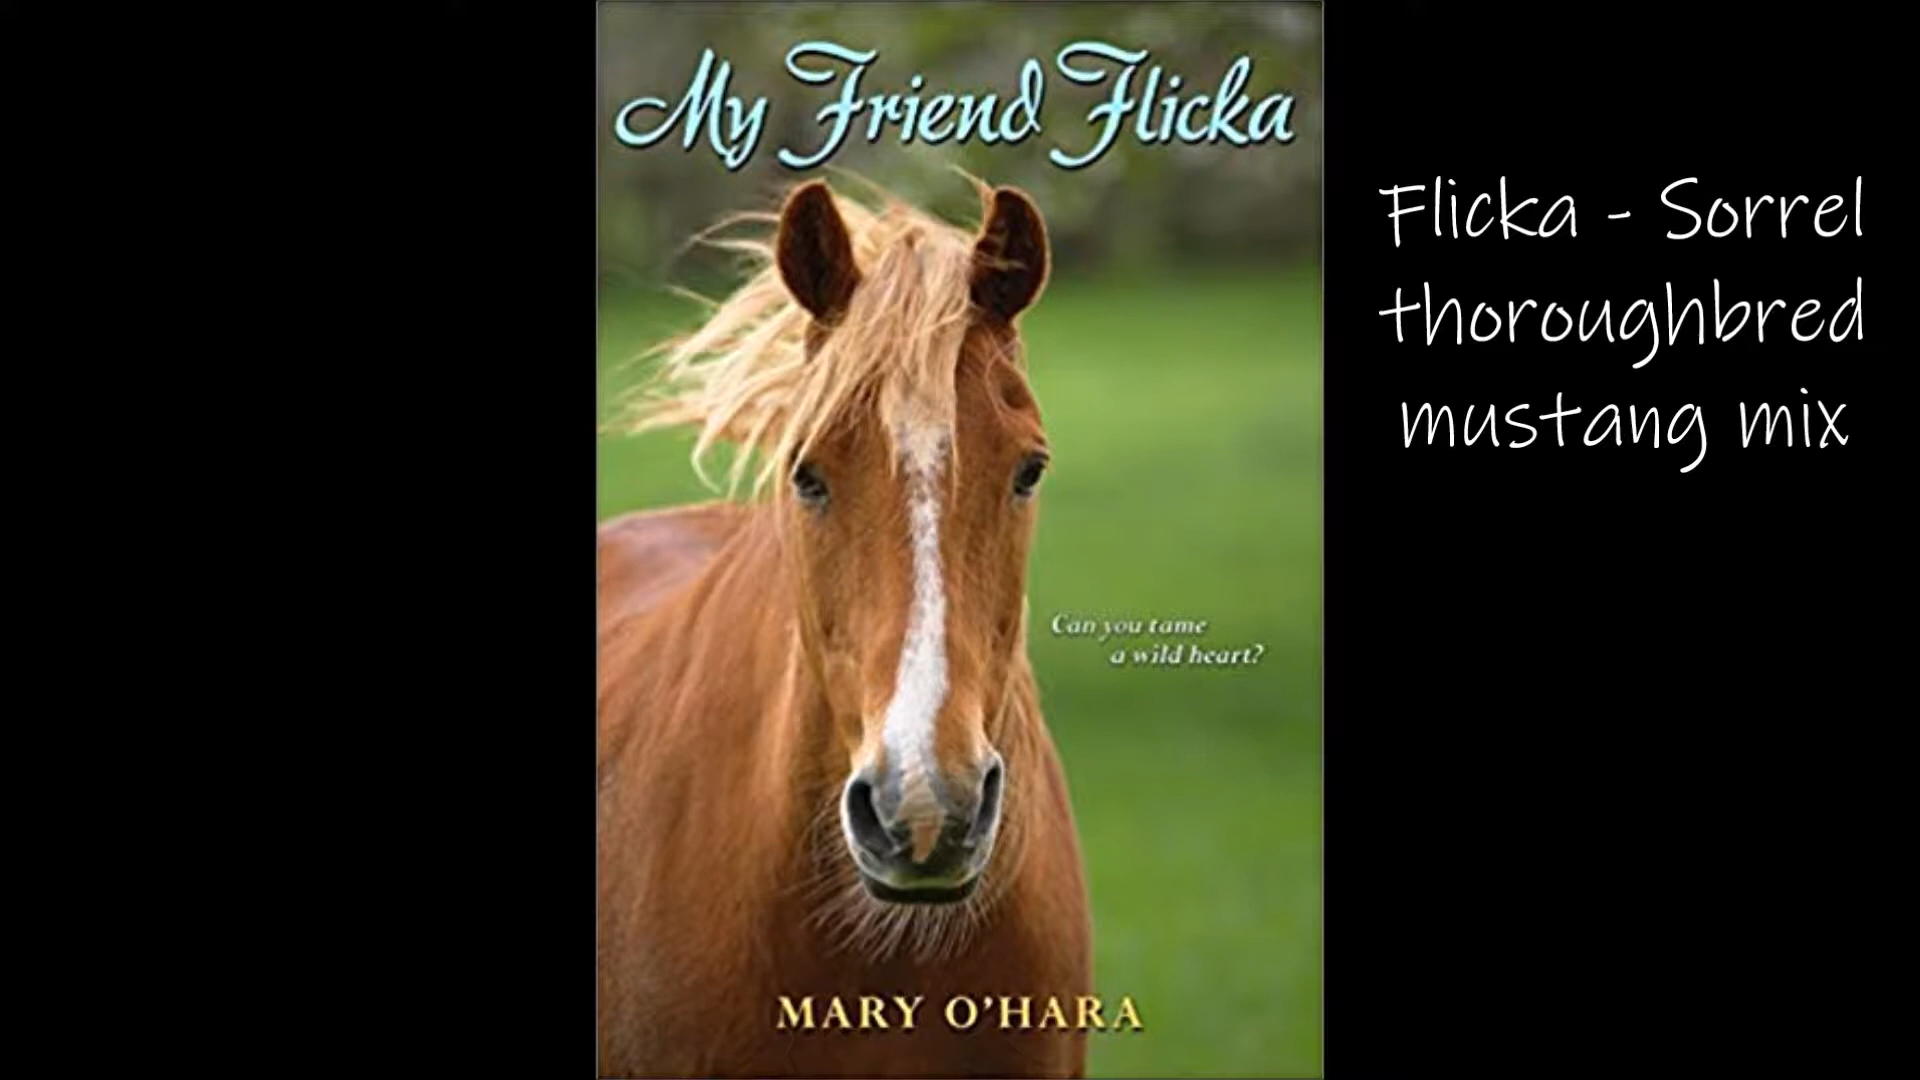 My Friend Flicka
Can you tame
a wild heart?
MARY O'HARA
Flicka - Sorrel
thoroughbred
mustang mix